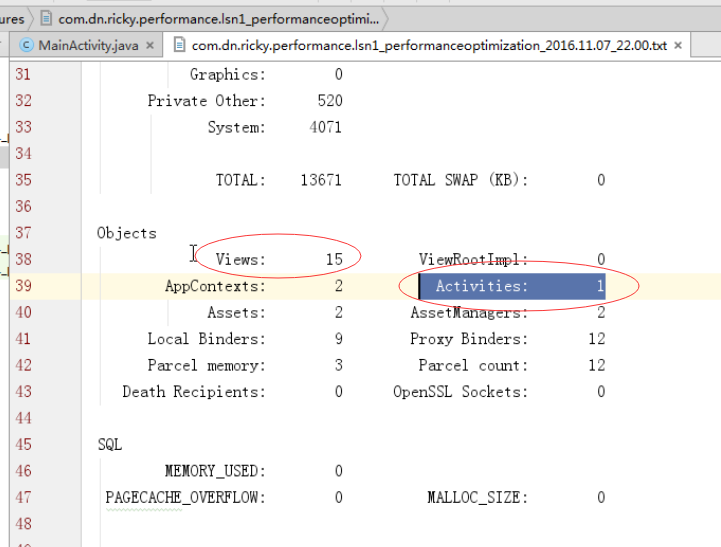 ures com.dn.ricky.performance.lsn1_performanceoptimi...
MainActivity.java × com.dn.ricky.performance.lsn1_performanceoptimization_2016.11.07_22.00.txt ×
31 Graphics: 0
32 Private Other: 520
33 System: 4071
34
35 TOTAL: 13671 TOTAL SWAP (KB): 0
36
37 Objects
38 Views: 15 ViewRootImpl: 0
39 AppContexts: 2 Activities: 1
40 Assets: 2 AssetManagers: 2
41 Local Binders: 9 Proxy Binders: 12
42 Parcel memory: 3 Parcel count: 12
43 Death Recipients: 0 OpenSSL Sockets: 0
44
45 SQL
46 MEMORY_USED: 0
47 PAGECACHE_OVERFLOW: 0 MALLOC_SIZE: 0
48
49